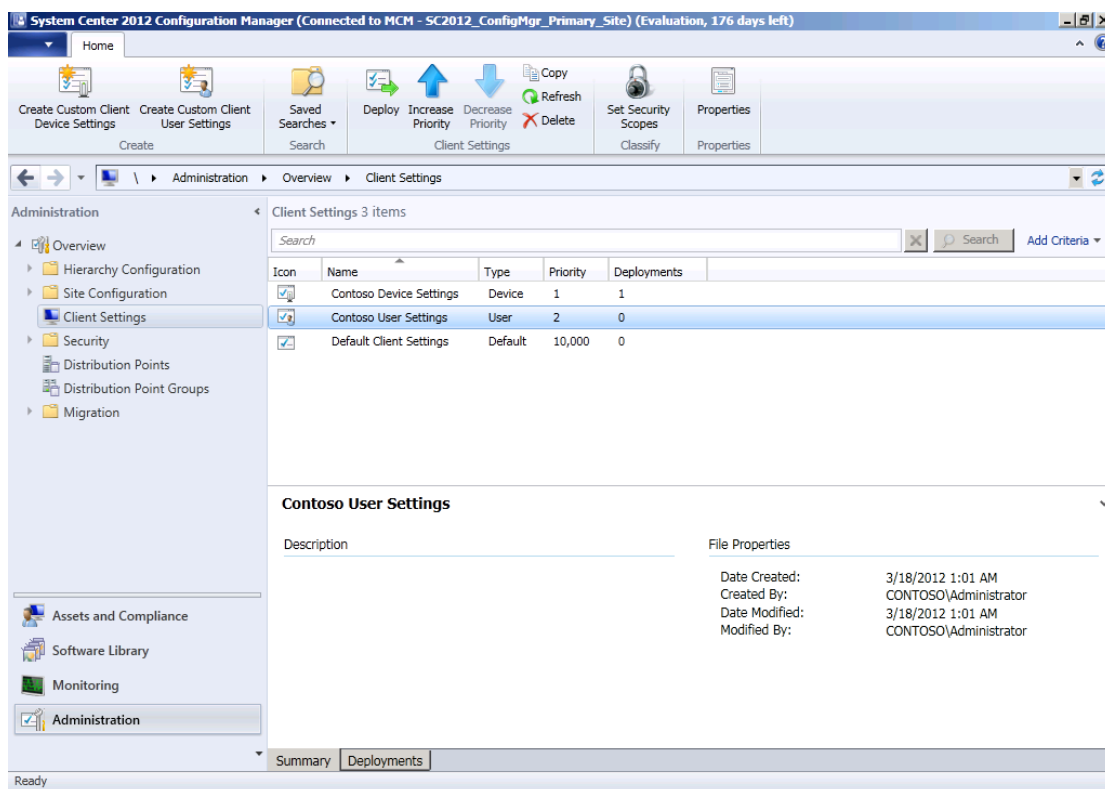 System Center 2012 Configuration Manager (Connected to MCM - SC2012_ConfigMgr_Primary_Site) (Evaluation, 176 days left)
Home
Create Custom Client Device Settings
Create Custom Client User Settings
Saved Searches
Deploy
Increase Priority
Decrease Priority
Copy
Refresh
Delete
Set Security Scopes
Properties
Create
Search
Client Settings
Classify
Properties
\ Administration Overview Client Settings
Administration
Overview
Hierarchy Configuration
Site Configuration
Client Settings
Security
Distribution Points
Distribution Point Groups
Migration
Assets and Compliance
Software Library
Monitoring
Administration
Client Settings 3 items
Search Search Add Criteria
Icon Name Type Priority Deployments
Contoso Device Settings Device 1 1
Contoso User Settings User 2 0
Default Client Settings Default 10,000 0
Contoso User Settings
Description
File Properties
Date Created: 3/18/2012 1:01 AM
Created By: CONTOSO\Administrator
Date Modified: 3/18/2012 1:01 AM
Modified By: CONTOSO\Administrator
Summary Deployments
Ready